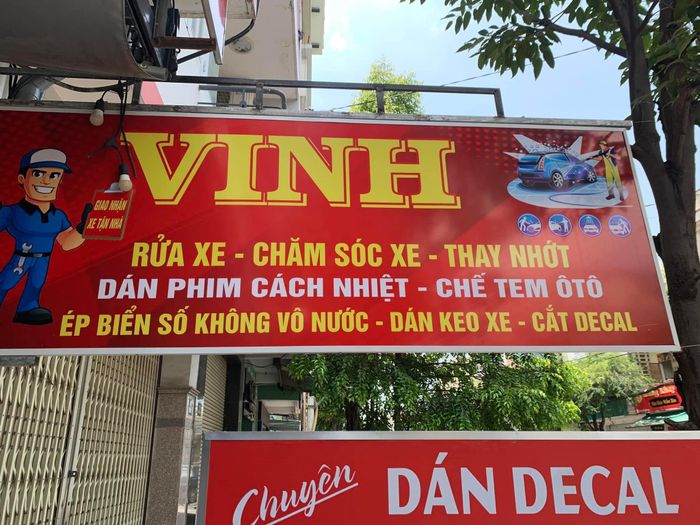 VINH
GIAO NHẬN
XE TẬN NHÀ
RỬA XE - CHĂM SÓC XE - THAY NHỚT
DÁN PHIM CÁCH NHIỆT - CHẾ TEM ÔTÔ
ÉP BIỂN SỐ KHÔNG VÔ NƯỚC - DÁN KEO XE - CẮT DECAL
Chuyên
DÁN DECAL